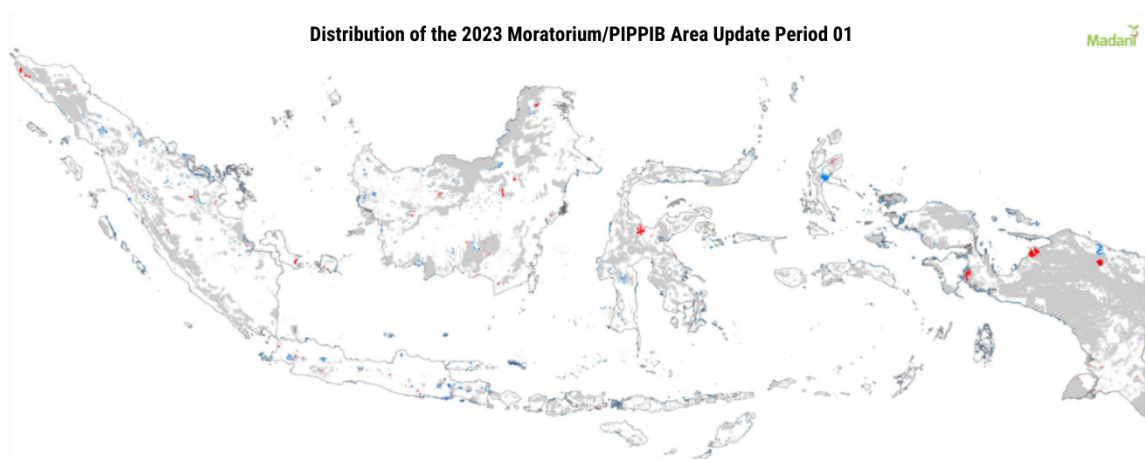 Distribution of the 2023 Moratorium/PIPPIB Area Update Period 01
Madani